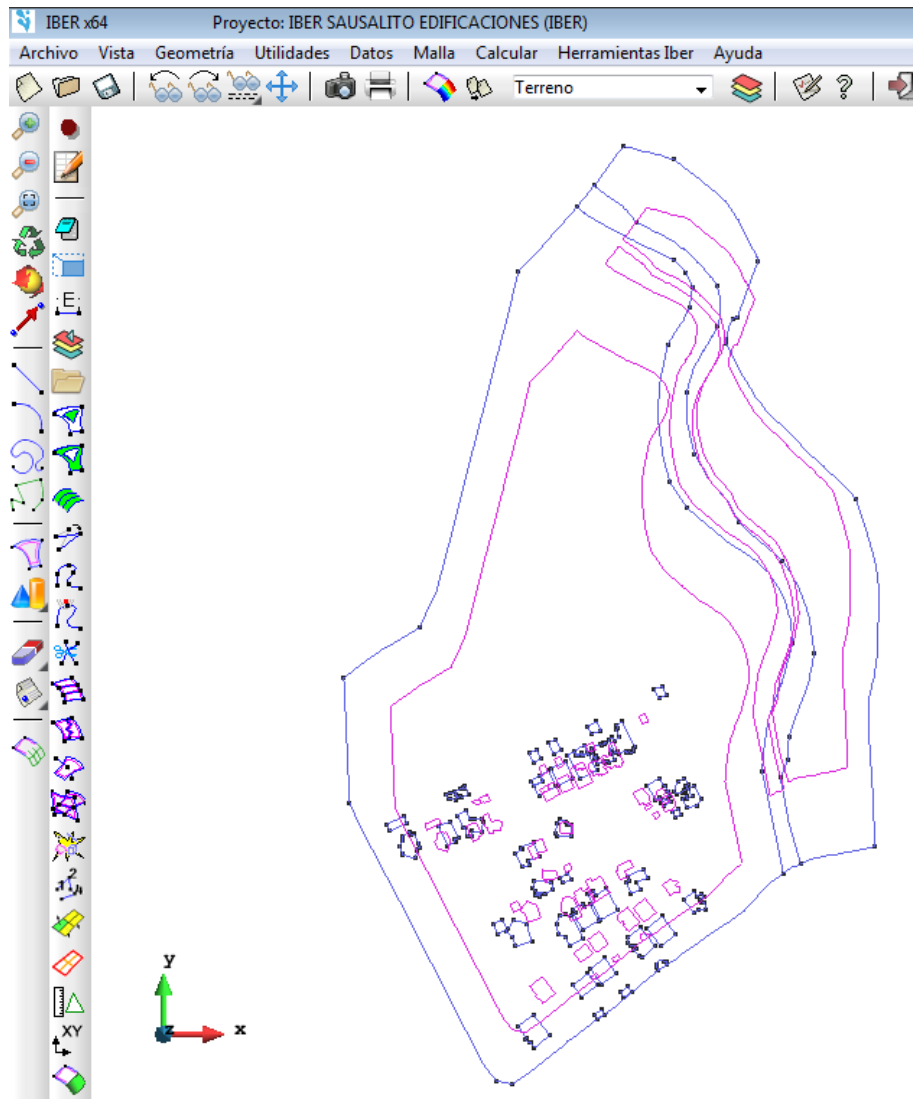 IBER x64 Proyecto: IBER SAUSALITO EDIFICACIONES (IBER)
Archivo Vista Geometría Utilidades Datos Malla Calcular Herramientas Iber Ayuda
Terreno
E
2
XY
y
z x